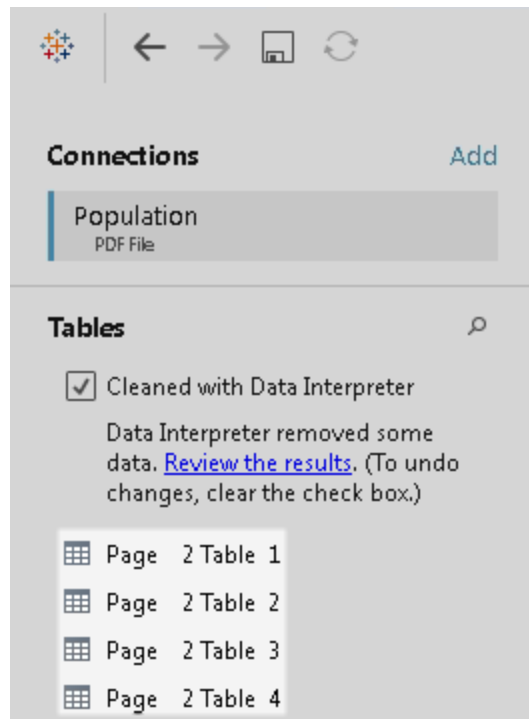 Connections Add
Population
PDF File
Tables
Cleaned with Data Interpreter
Data Interpreter removed some
data. Review the results. (To undo
changes, clear the check box.)
Page 2 Table 1
Page 2 Table 2
Page 2 Table 3
Page 2 Table 4